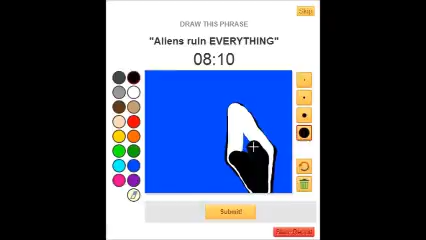 Skip
DRAW THIS PHRASE
"Aliens ruin EVERYTHING"
08:10
Submit!